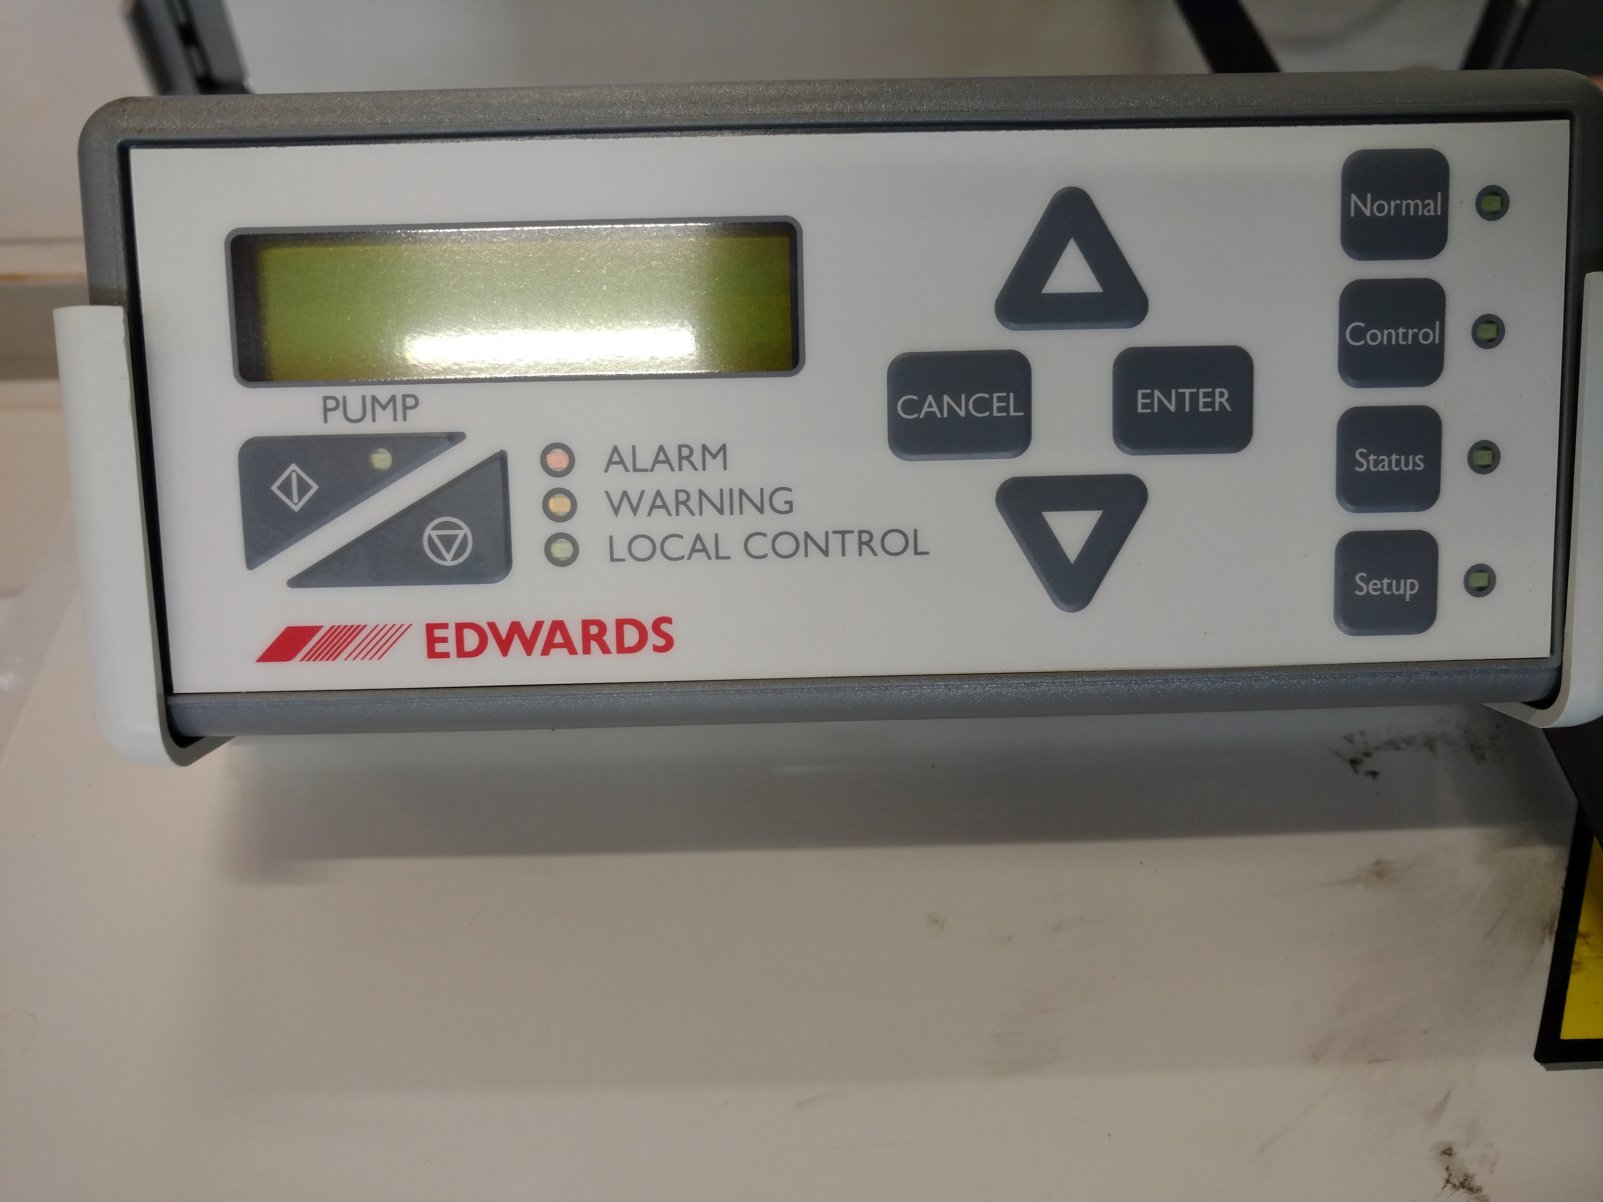 PUMP
ALARM
WARNING
LOCAL CONTROL
EDWARDS
CANCEL
ENTER
Normal
Control
Status
Setup